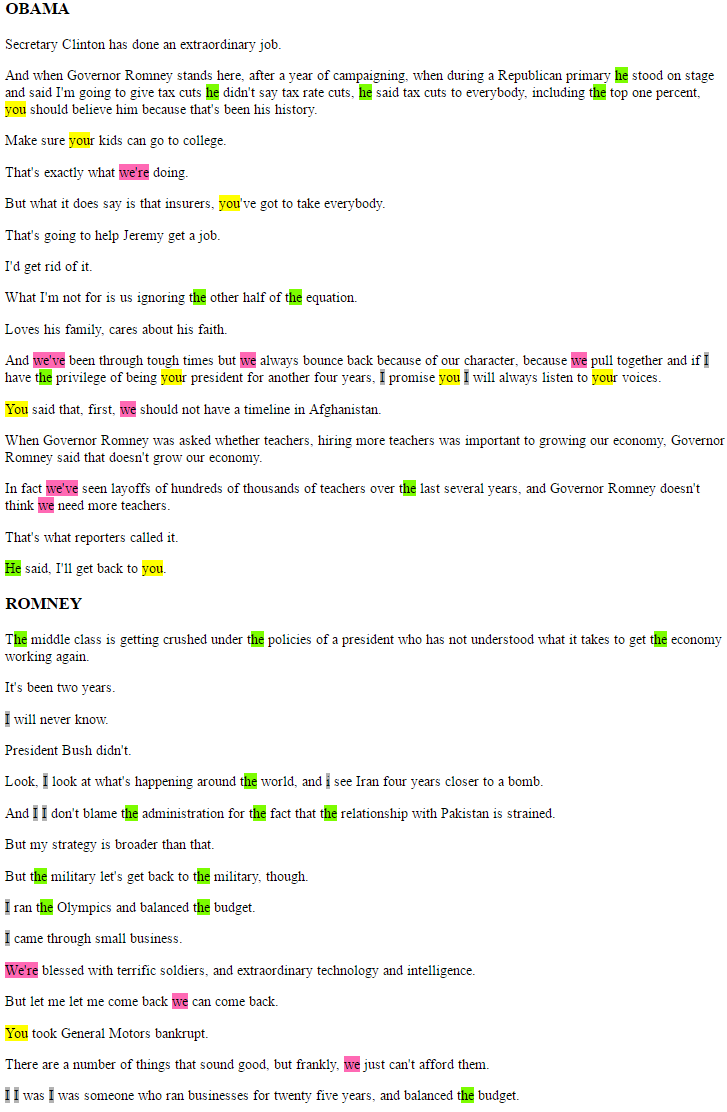 OBAMA
Secretary Clinton has done an extraordinary job.
And when Governor Romney stands here, after a year of campaigning, when during a Republican primary he stood on stage
and said I'm going to give tax cuts he didn't say tax rate cuts, he said tax cuts to everybody, including the top one percent,
you should believe him because that's been his history.
Make sure your kids can go to college.
That's exactly what we're doing.
But what it does say is that insurers, you've got to take everybody.
That's going to help Jeremy get a job.
I'd get rid of it.
What I'm not for is us ignoring the other half of the equation.
Loves his family, cares about his faith.
And we've been through tough times but we always bounce back because of our character, because we pull together and if I
have the privilege of being your president for another four years, I promise you I will always listen to your voices.
You said that, first, we should not have a timeline in Afghanistan.
When Governor Romney was asked whether teachers, hiring more teachers was important to growing our economy, Governor
Romney said that doesn't grow our economy.
In fact we've seen layoffs of hundreds of thousands of teachers over the last several years, and Governor Romney doesn't
think we need more teachers.
That's what reporters called it.
He said, I'll get back to you.
ROMNEY
The middle class is getting crushed under the policies of a president who has not understood what it takes to get the economy
working again.
It's been two years.
I will never know.
President Bush didn't.
Look, I look at what's happening around the world, and i see Iran four years closer to a bomb.
And I I don't blame the administration for the fact that the relationship with Pakistan is strained.
But my strategy is broader than that.
But the military let's get back to the military, though.
I ran the Olympics and balanced the budget.
I came through small business.
We're blessed with terrific soldiers, and extraordinary technology and intelligence.
But let me let me come back we can come back.
You took General Motors bankrupt.
There are a number of things that sound good, but frankly, we just can't afford them.
I I was I was someone who ran businesses for twenty five years, and balanced the budget.